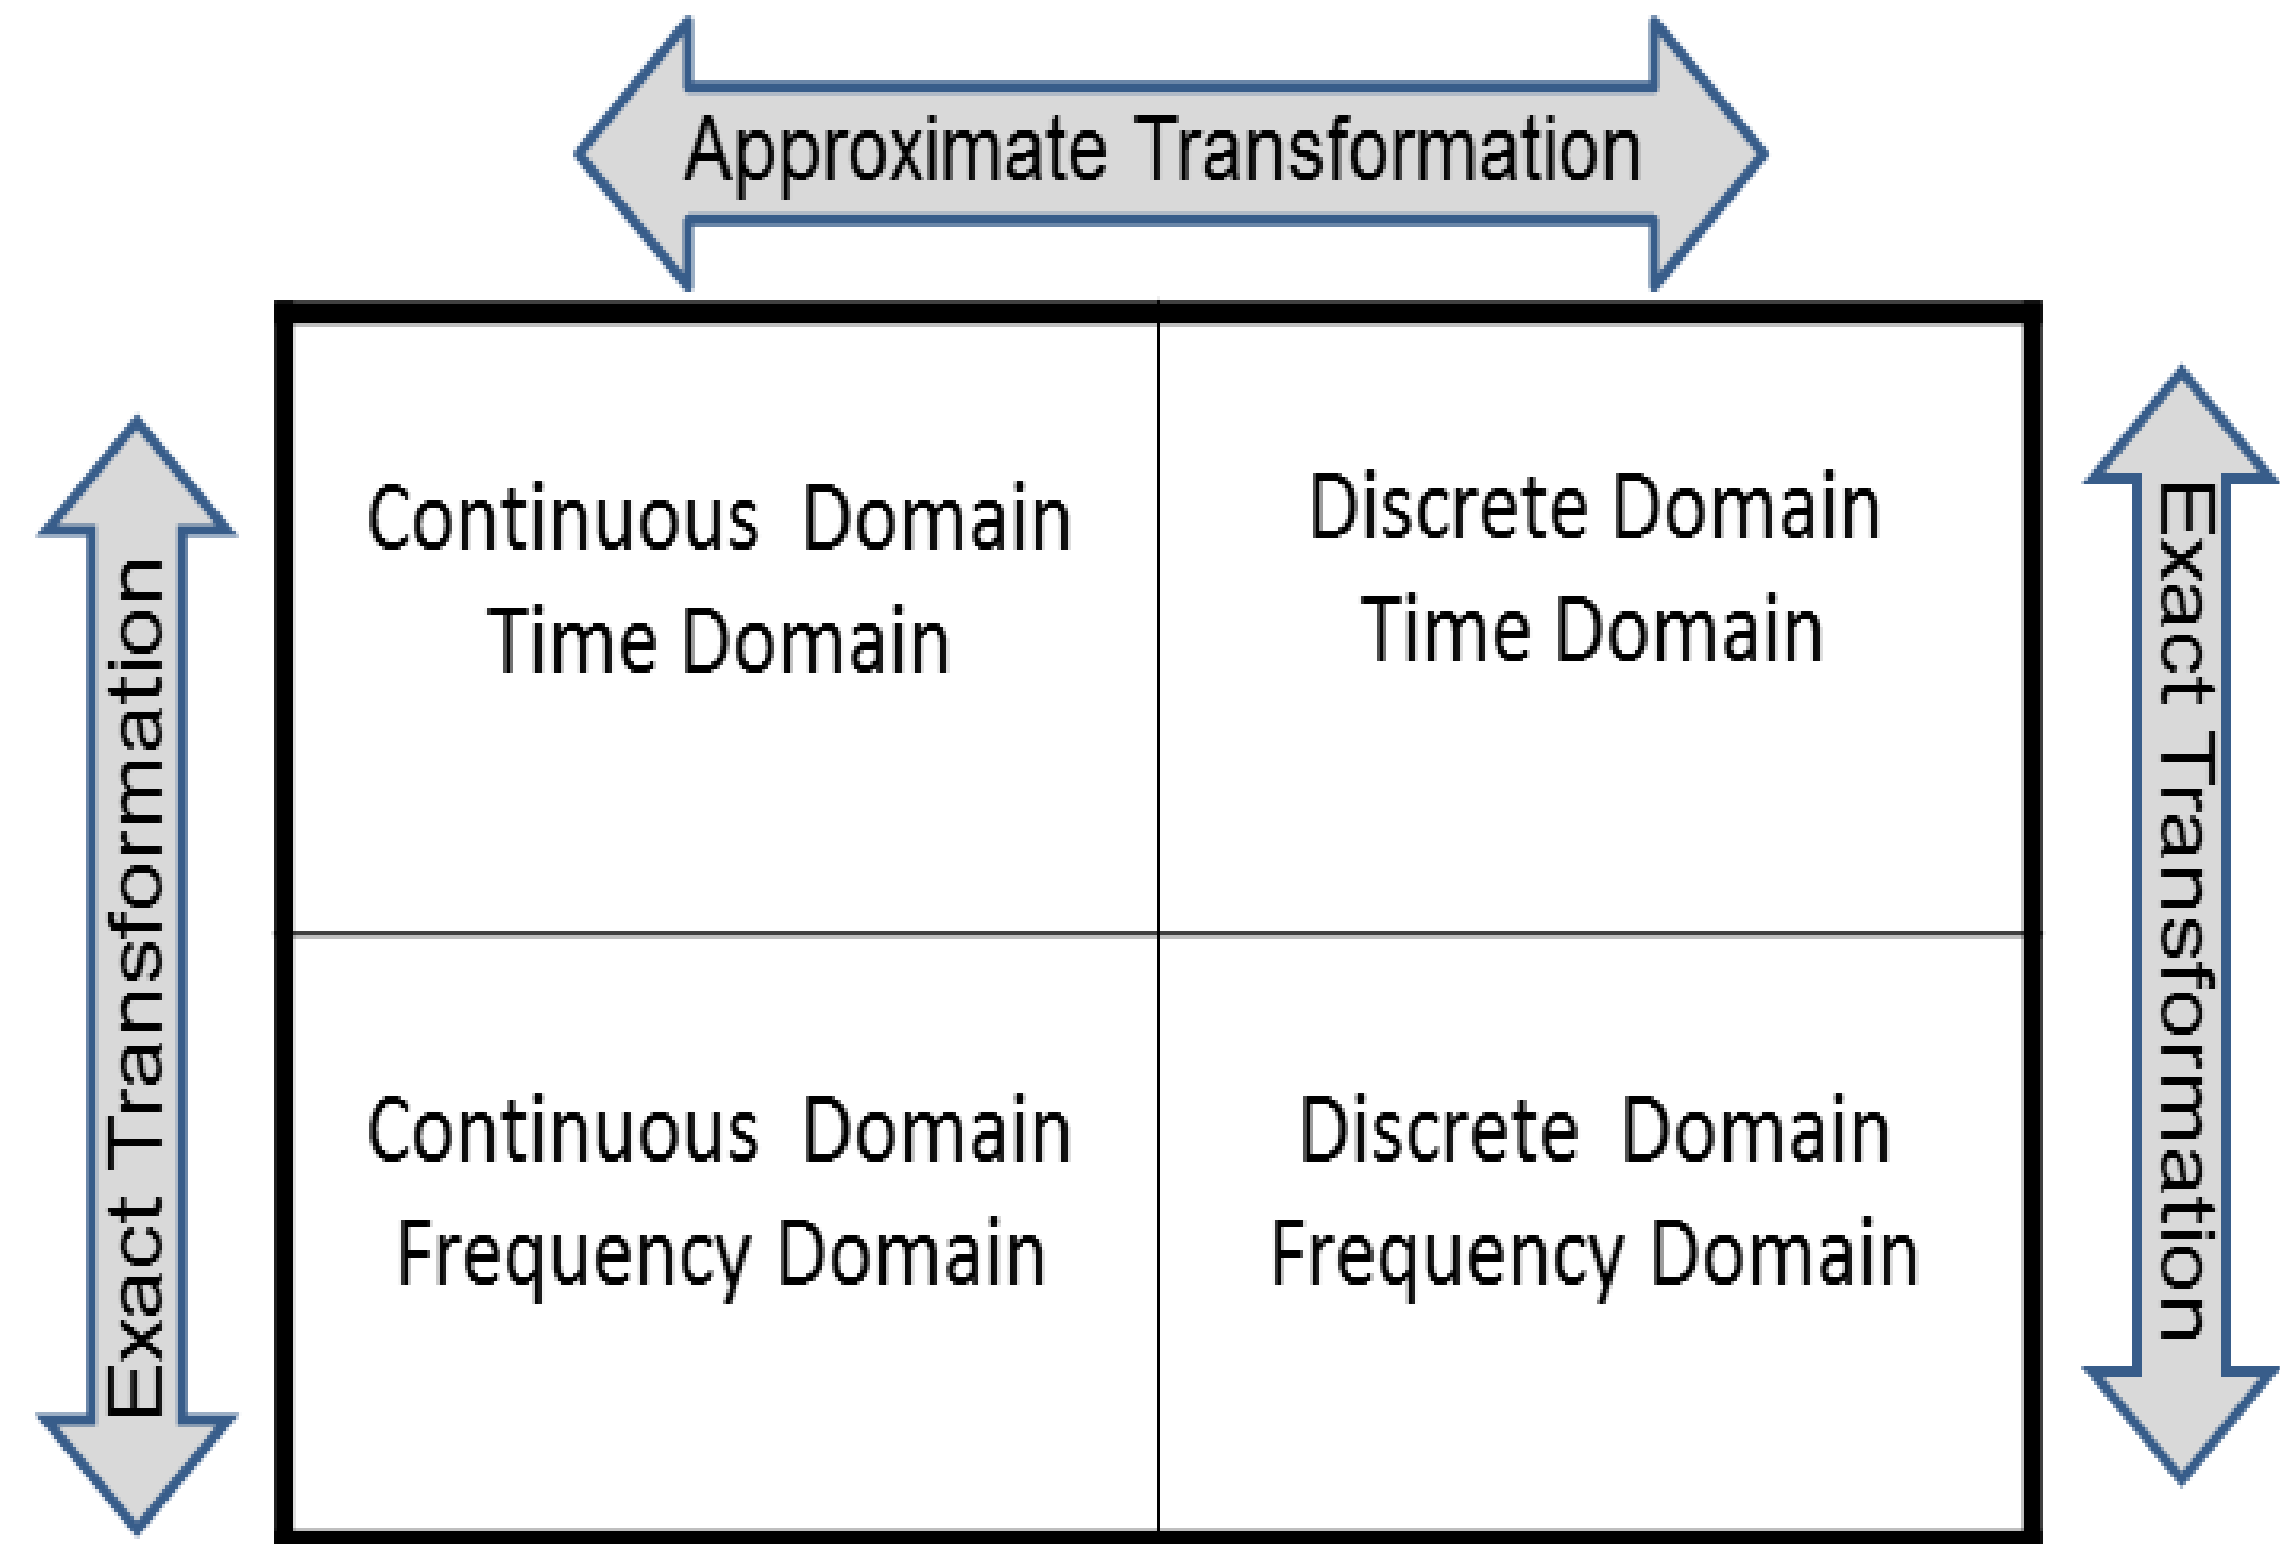 Approximate Transformation
Exact Transformation
Continuous Domain
Time Domain
Discrete Domain
Time Domain
Exact Transformation
Continuous Domain
Frequency Domain
Discrete Domain
Frequency Domain